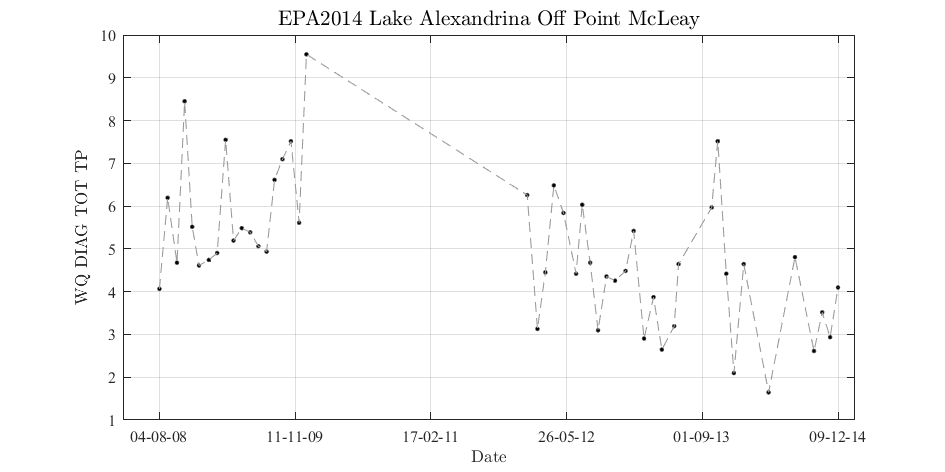 EPA2014 Lake Alexandrina Off Point McLeay
10
9
8
7
6
5
4
3
2
1
WQ DIAG TOT TP
04-08-08 11-11-09 17-02-11 26-05-12 01-09-13 09-12-14
Date